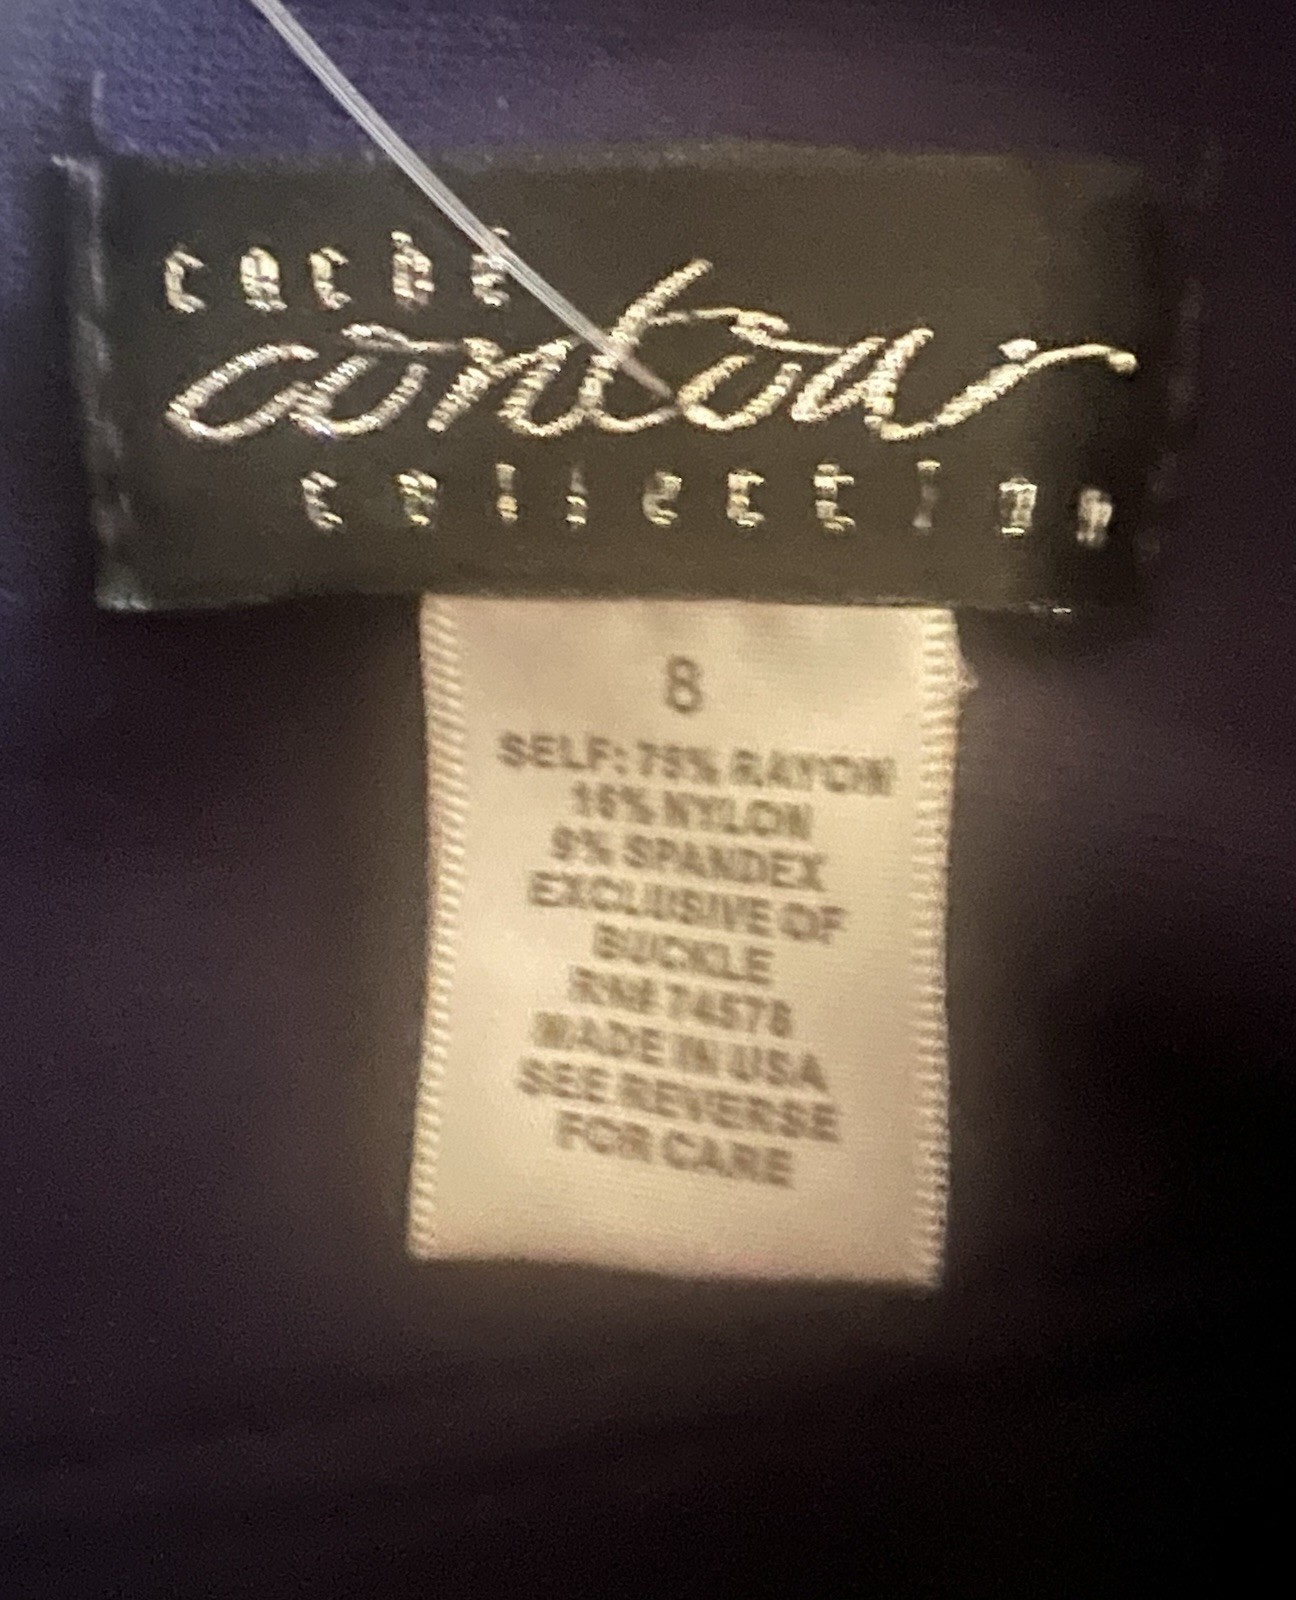 caché
contour
collection
8
SELF: 75% RAYON
16% NYLON
9% SPANDEX
EXCLUSIVE OF
BUCKLE
RN# 74578
MADE IN USA
SEE REVERSE
FOR CARE